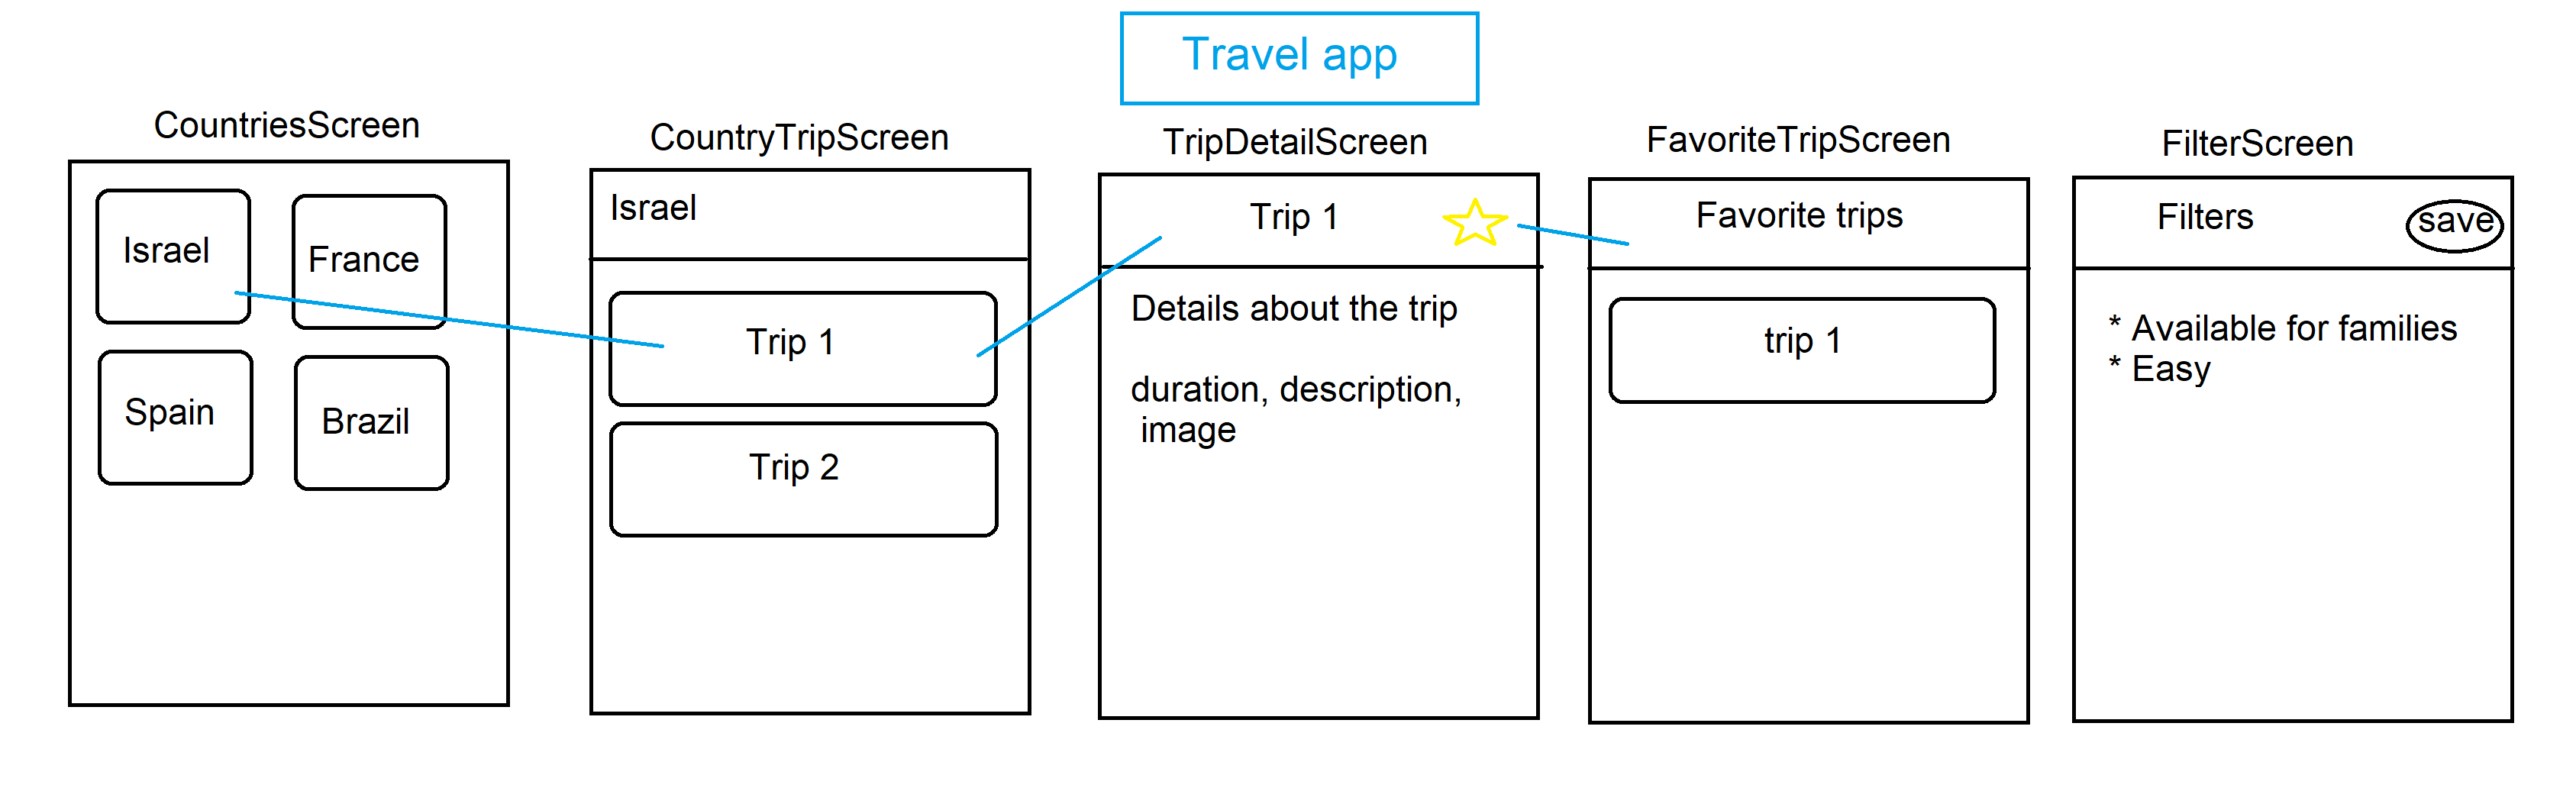 Travel app
CountriesScreen
Israel
France
Spain
Brazil
CountryTripScreen
Israel
Trip 1
Trip 2
TripDetailScreen
Trip 1
Details about the trip
duration, description,
image
FavoriteTripScreen
Favorite trips
trip 1
FilterScreen
Filters
save
* Available for families
* Easy